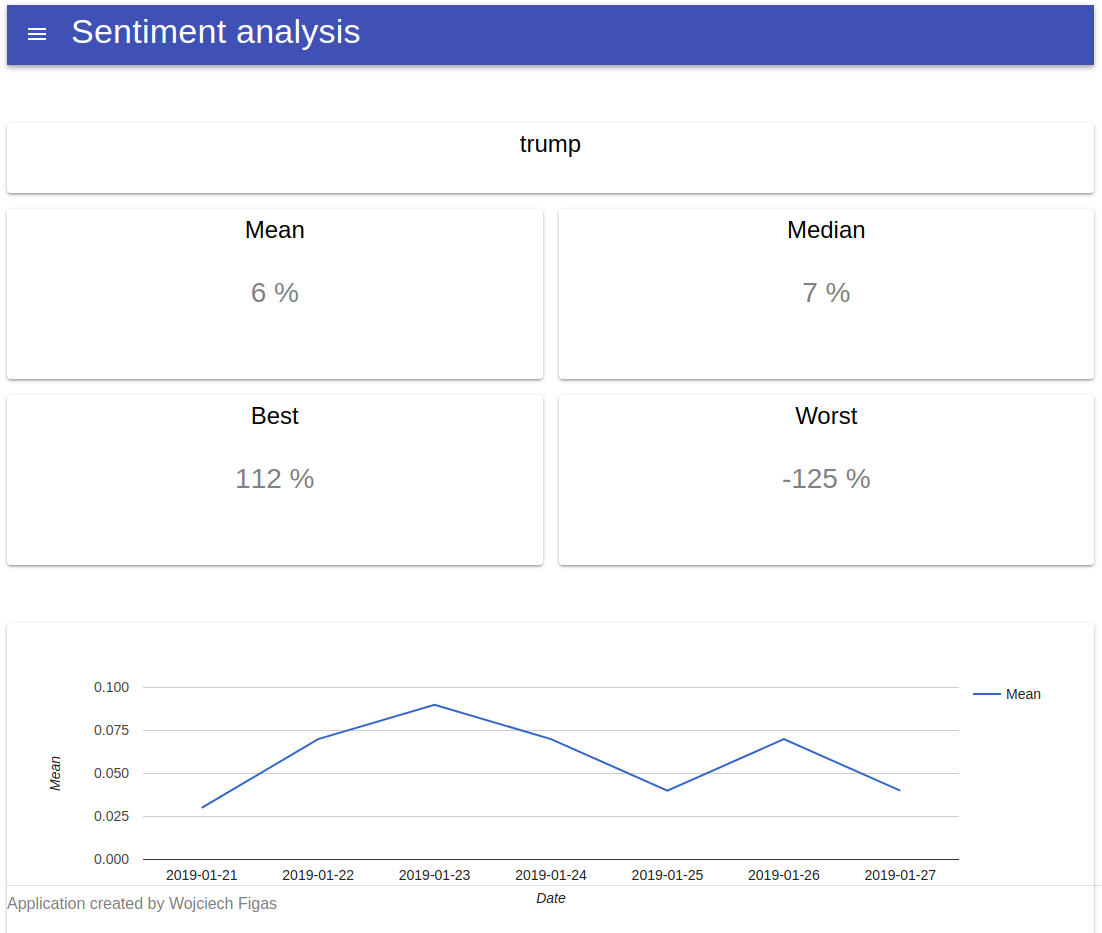 Sentiment analysis
trump
Mean
6 %
Median
7 %
Best
112 %
Worst
-125 %
0.100
0.075
0.050
0.025
0.000
Mean
Mean
2019-01-21 2019-01-22 2019-01-23 2019-01-24 2019-01-25 2019-01-26 2019-01-27
Date
Application created by Wojciech Figas